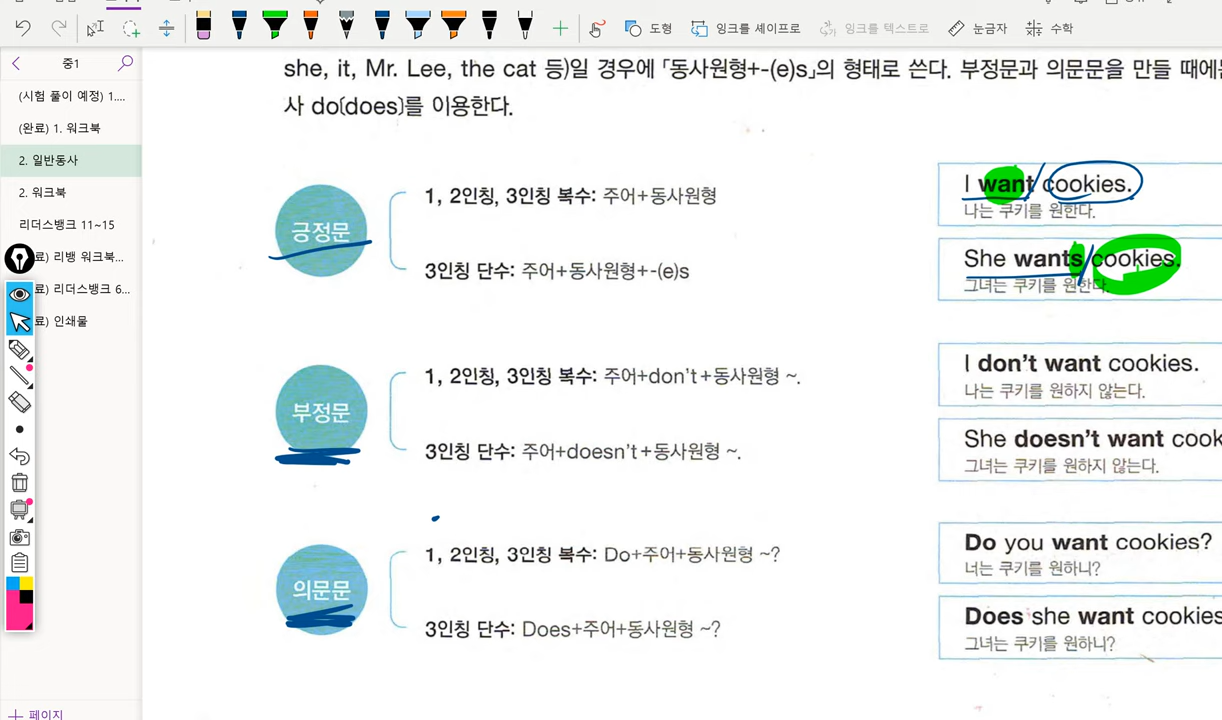 도형
잉크를 셰이프로
잉크를 텍스트로
눈금자
수학
중1
(시험 풀이 예정) 1....
(완료) 1. 워크북
2. 일반동사
2. 워크북
리더스뱅크 11~15
료) 리뱅 워크북...
료) 리더스뱅크 6...
료) 인쇄물
페이지
she, it, Mr. Lee, the cat 등)일 경우에 「동사원형+-(e)s」의 형태로 쓴다. 부정문과 의문문을 만들 때에는
사 do(does)를 이용한다.
긍정문
1, 2인칭, 3인칭 복수: 주어+동사원형
I want cookies.
나는 쿠키를 원한다.
3인칭 단수: 주어+동사원형+-(e)s
She wants cookies.
그녀는 쿠키를 원한다.
부정문
1, 2인칭, 3인칭 복수: 주어+don't+동사원형 ~.
I don't want cookies.
나는 쿠키를 원하지 않는다.
3인칭 단수: 주어+doesn't+동사원형 ~.
She doesn't want cook
그녀는 쿠키를 원하지 않는다.
의문문
1, 2인칭, 3인칭 복수: Do+주어+동사원형 ~?
Do you want cookies?
너는 쿠키를 원하니?
3인칭 단수: Does+주어+동사원형 ~?
Does she want cookies
그녀는 쿠키를 원하니?